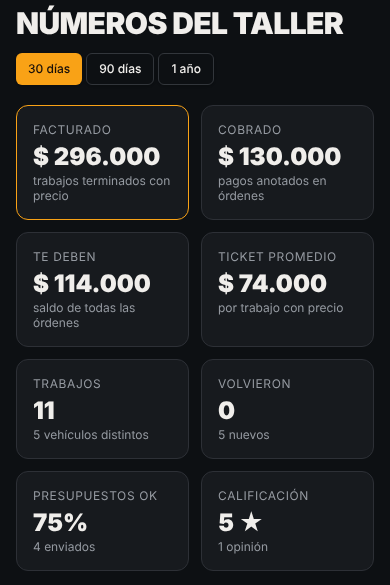 NÚMEROS DEL TALLER
30 días
90 días
1 año
FACTURADO
$ 296.000
trabajos terminados con
precio
COBRADO
$ 130.000
pagos anotados en
órdenes
TE DEBEN
$ 114.000
saldo de todas las
órdenes
TICKET PROMEDIO
$ 74.000
por trabajo con precio
TRABAJOS
11
5 vehículos distintos
VOLVIERON
0
5 nuevos
PRESUPUESTOS OK
75%
4 enviados
CALIFICACIÓN
5 ★
1 opinión